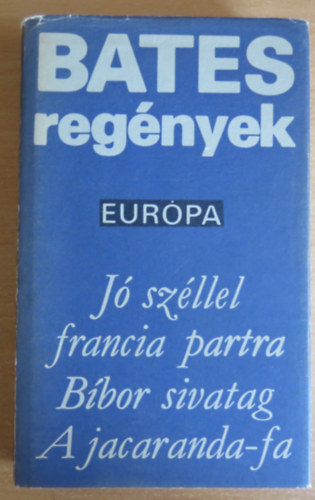 BATES
regények
EURÓPA
Jó széllel
francia partra
Bíbor sivatag
A jacaranda-fa